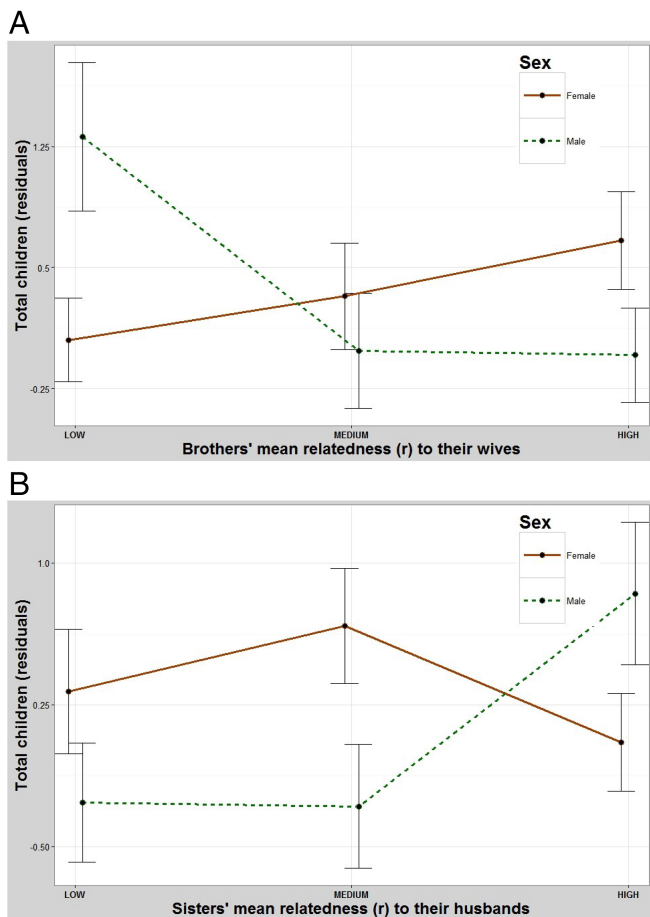 A
Sex
Female
Male
Total children (residuals)
1.25
0.5
-0.25
LOW
MEDIUM
HIGH
Brothers' mean relatedness (r) to their wives
B
Sex
Female
Male
Total children (residuals)
1.0
0.25
-0.50
LOW
MEDIUM
HIGH
Sisters' mean relatedness (r) to their husbands